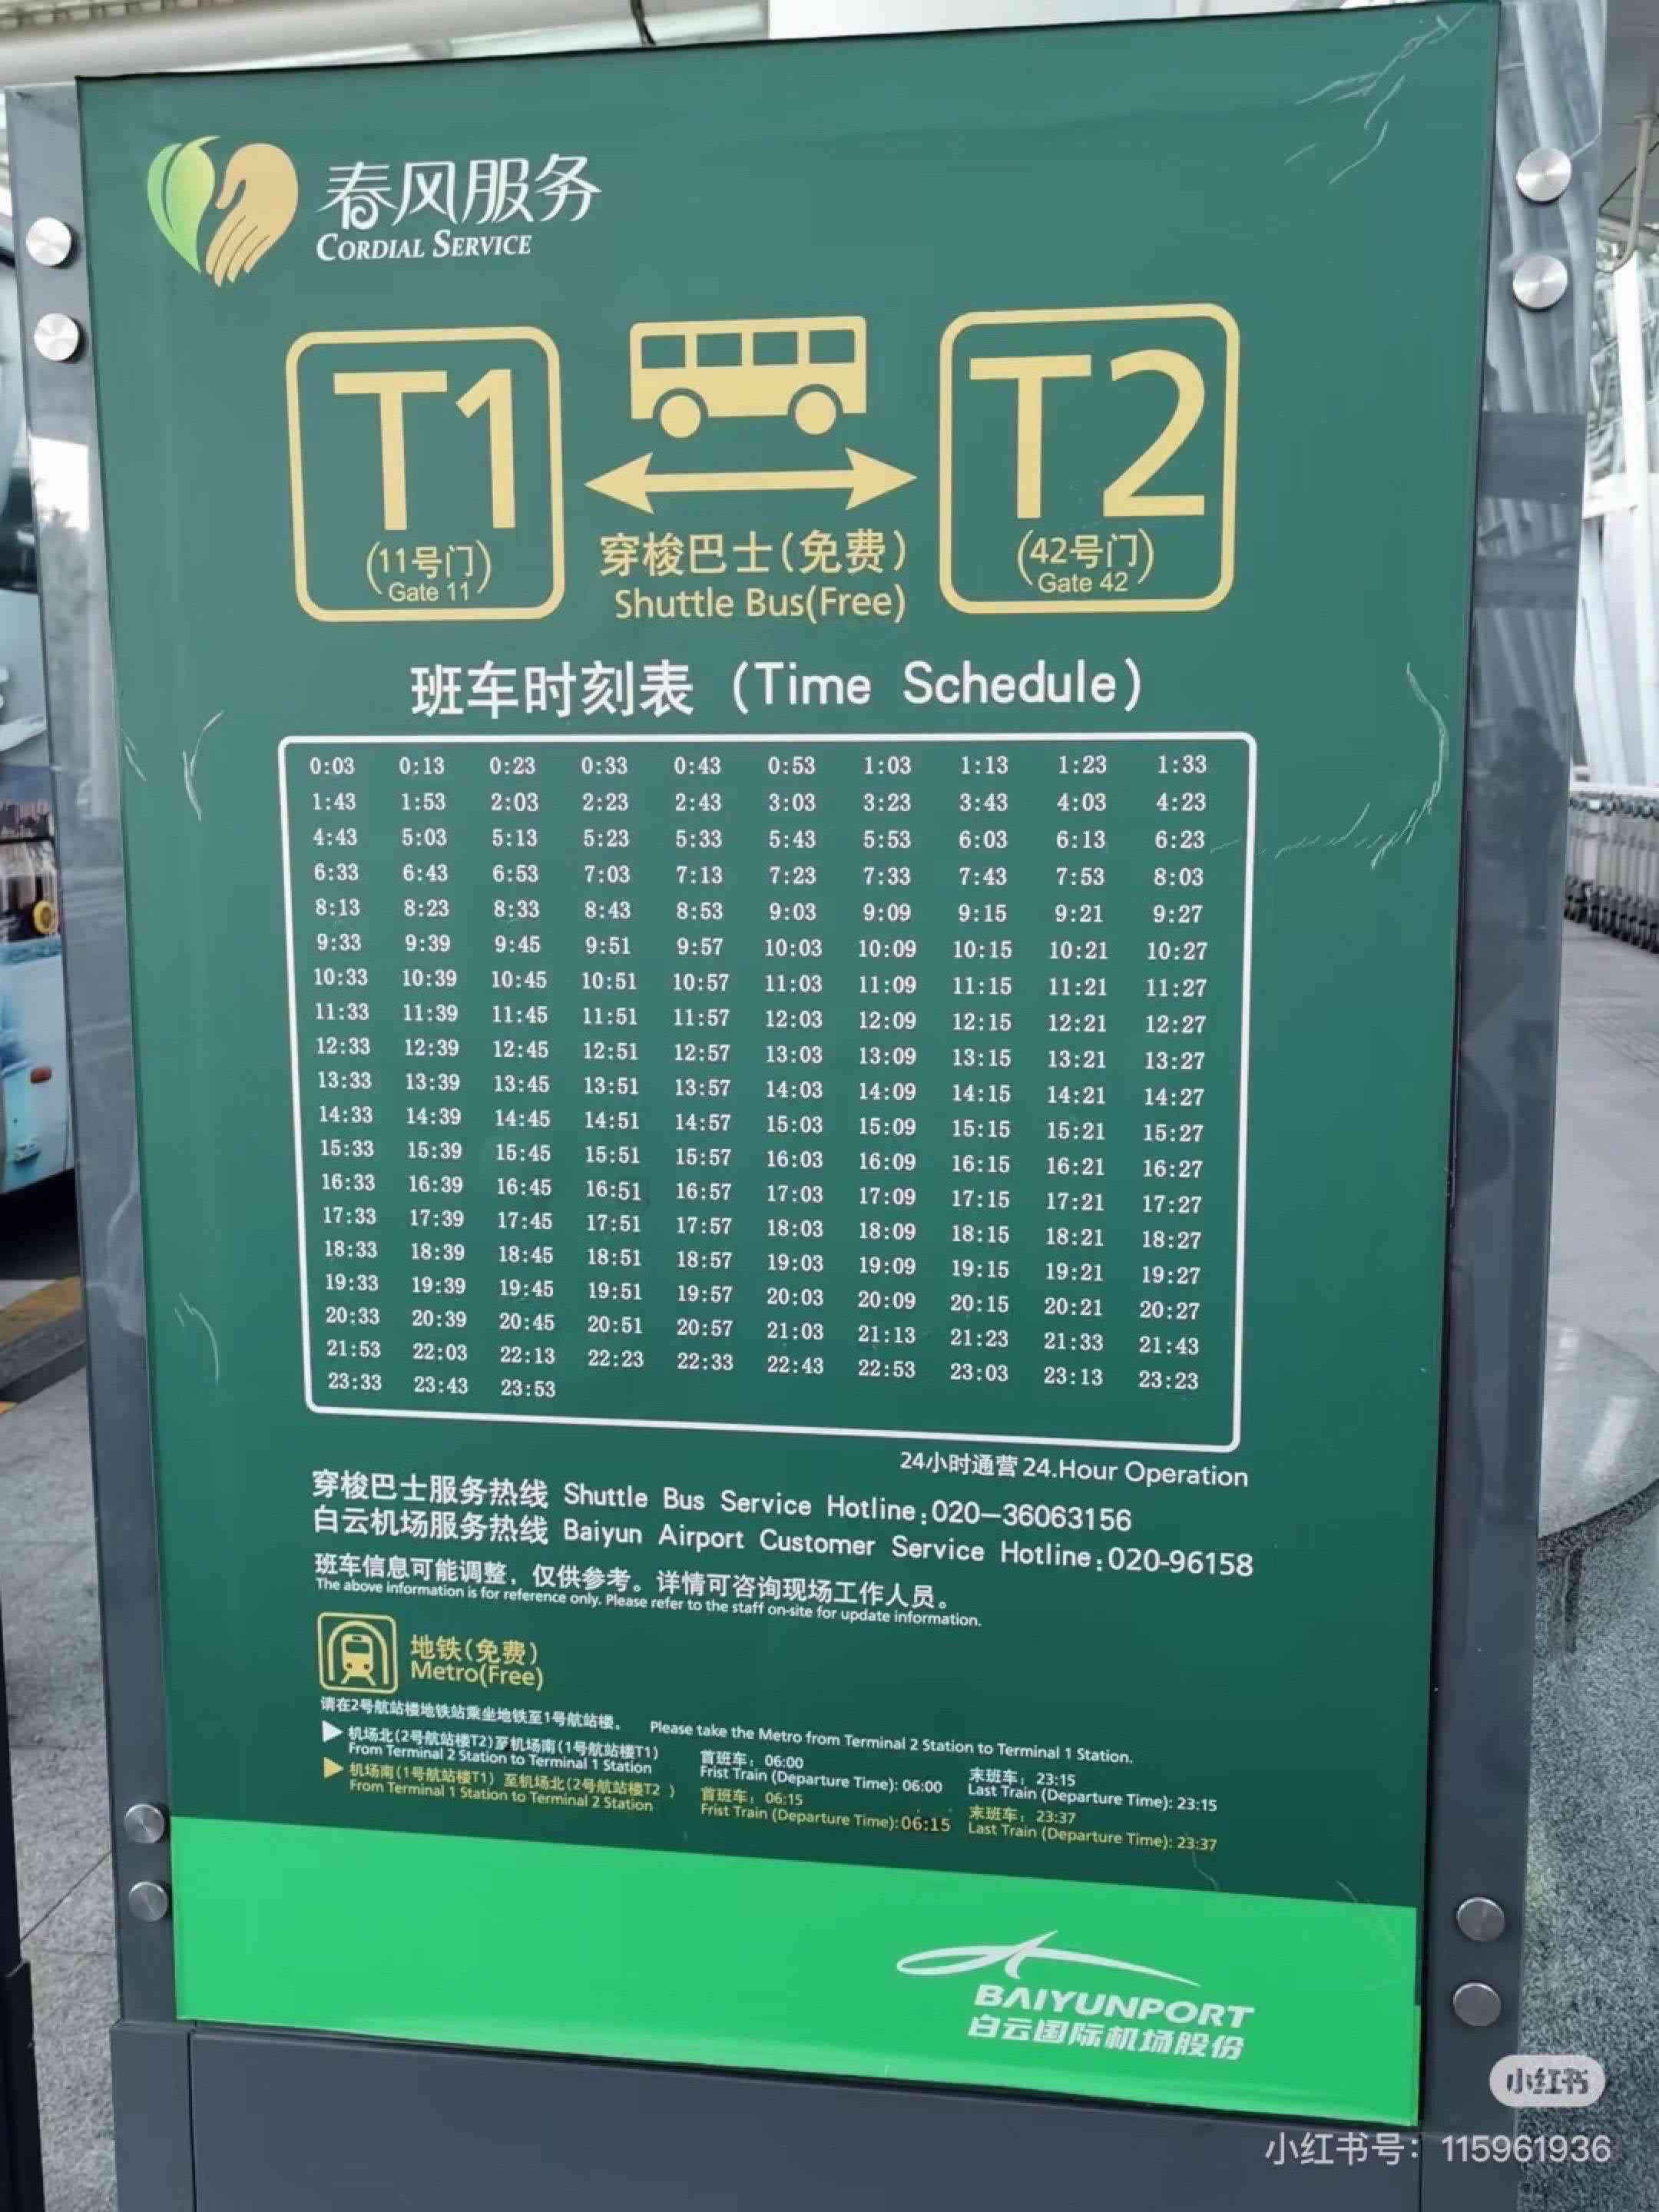 春风服务
CORDIAL SERVICE
T1
(11号门)
Gate 11
穿梭巴士(免费)
Shuttle Bus(Free)
T2
(42号门)
Gate 42
班车时刻表 (Time Schedule)
0:03 0:13 0:23 0:33 0:43 0:53 1:03 1:13 1:23 1:33
1:43 1:53 2:03 2:23 2:43 3:03 3:23 3:43 4:03 4:23
4:43 5:03 5:13 5:23 5:33 5:43 5:53 6:03 6:13 6:23
6:33 6:43 6:53 7:03 7:13 7:23 7:33 7:43 7:53 8:03
8:13 8:23 8:33 8:43 8:53 9:03 9:09 9:15 9:21 9:27
9:33 9:39 9:45 9:51 9:57 10:03 10:09 10:15 10:21 10:27
10:33 10:39 10:45 10:51 10:57 11:03 11:09 11:15 11:21 11:27
11:33 11:39 11:45 11:51 11:57 12:03 12:09 12:15 12:21 12:27
12:33 12:39 12:45 12:51 12:57 13:03 13:09 13:15 13:21 13:27
13:33 13:39 13:45 13:51 13:57 14:03 14:09 14:15 14:21 14:27
14:33 14:39 14:45 14:51 14:57 15:03 15:09 15:15 15:21 15:27
15:33 15:39 15:45 15:51 15:57 16:03 16:09 16:15 16:21 16:27
16:33 16:39 16:45 16:51 16:57 17:03 17:09 17:15 17:21 17:27
17:33 17:39 17:45 17:51 17:57 18:03 18:09 18:15 18:21 18:27
18:33 18:39 18:45 18:51 18:57 19:03 19:09 19:15 19:21 19:27
19:33 19:39 19:45 19:51 19:57 20:03 20:09 20:15 20:21 20:27
20:33 20:39 20:45 20:51 20:57 21:03 21:13 21:23 21:33 21:43
21:53 22:03 22:13 22:23 22:33 22:43 22:53 23:03 23:13 23:23
23:33 23:43 23:53
24小时通营 24.Hour Operation
穿梭巴士服务热线 Shuttle Bus Service Hotline:020—36063156
白云机场服务热线 Baiyun Airport Customer Service Hotline:020-96158
班车信息可能调整，仅供参考。详情可咨询现场工作人员。
The above information is for reference only. Please refer to the staff on-site for update information.
地铁(免费)
Metro(Free)
请在2号航站楼地铁站乘坐地铁至1号航站楼。 Please take the Metro from Terminal 2 Station to Terminal 1 Station.
机场北(2号航站楼T2)至机场南(1号航站楼T1) 首班车：06:00 末班车：23:15
From Terminal 2 Station to Terminal 1 Station Frist Train (Departure Time): 06:00 Last Train (Departure Time): 23:15
机场南(1号航站楼T1) 至机场北(2号航站楼T2 ) 首班车：06:15 末班车：23:37
From Terminal 1 Station to Terminal 2 Station Frist Train (Departure Time): 06:15 Last Train (Departure Time): 23:37
BAIYUNPORT
白云国际机场股份
小红书
小红书号：115961936